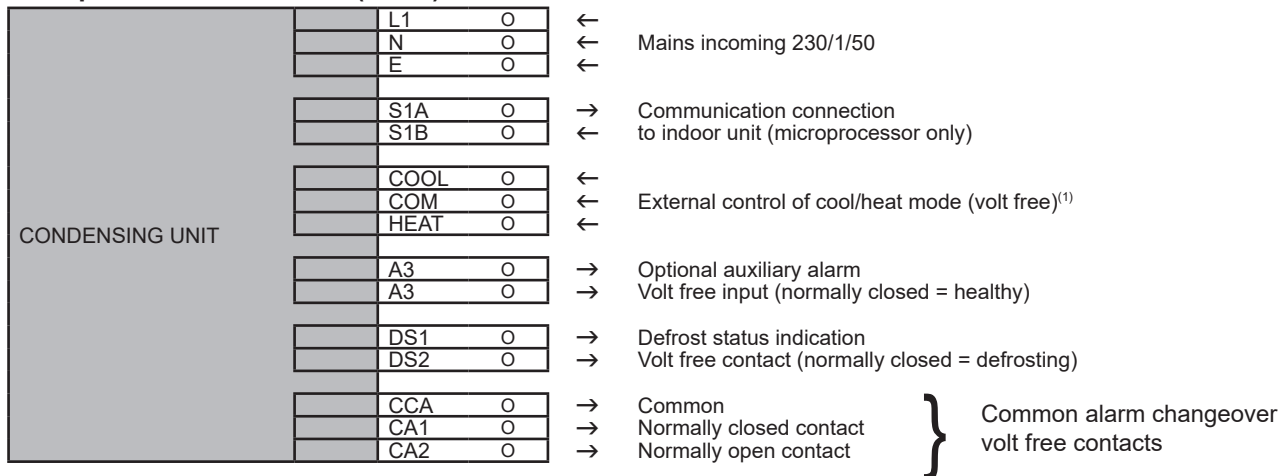 L1 O ←
N O ← Mains incoming 230/1/50
E O ←
S1A O → Communication connection
S1B O ← to indoor unit (microprocessor only)
COOL O ←
COM O ← External control of cool/heat mode (volt free)(1)
HEAT O ←
CONDENSING UNIT
A3 O → Optional auxiliary alarm
A3 O → Volt free input (normally closed = healthy)
DS1 O → Defrost status indication
DS2 O → Volt free contact (normally closed = defrosting)
CCA O → Common
CA1 O → Normally closed contact
CA2 O → Normally open contact
} Common alarm changeover
volt free contacts